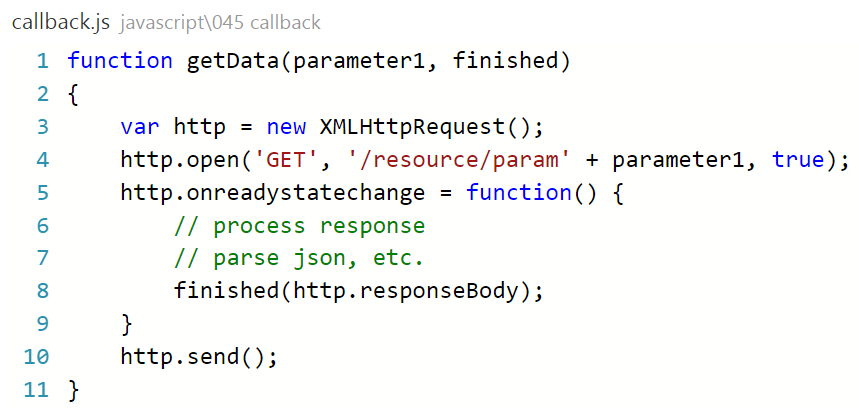 callback.js javascript\045 callback
1 function getData(parameter1, finished)
2 {
3     var http = new XMLHttpRequest();
4     http.open('GET', '/resource/param' + parameter1, true);
5     http.onreadystatechange = function() {
6         // process response
7         // parse json, etc.
8         finished(http.responseBody);
9     }
10     http.send();
11 }